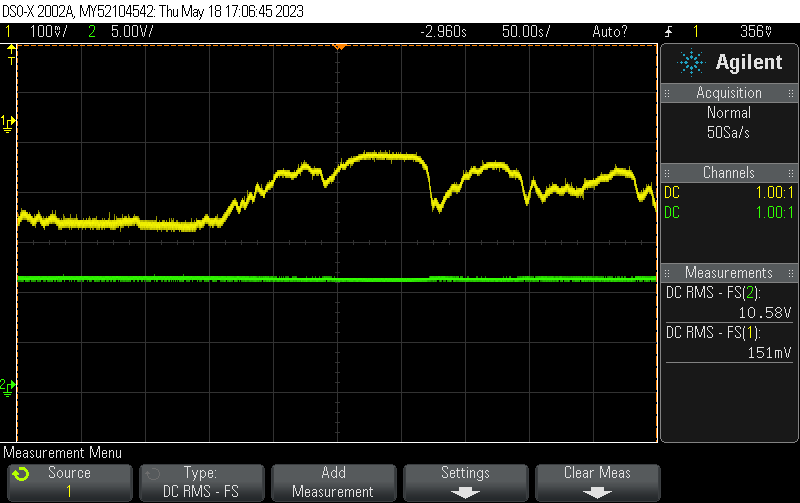 DSO-X 2002A, MY52104542: Thu May 18 17:06:45 2023
1 100%/ 2 5.00V/ -2.960s 50.00s/ Auto? 1 356%
T
Agilent
Acquisition
Normal
50Sa/s
1
Channels
DC 1.00:1
DC 1.00:1
Measurements
DC RMS - FS(2):
10.58V
DC RMS - FS(1):
151mV
2
Measurement Menu
Source
1
Type:
DC RMS - FS
Add
Measurement
Settings
Clear Meas